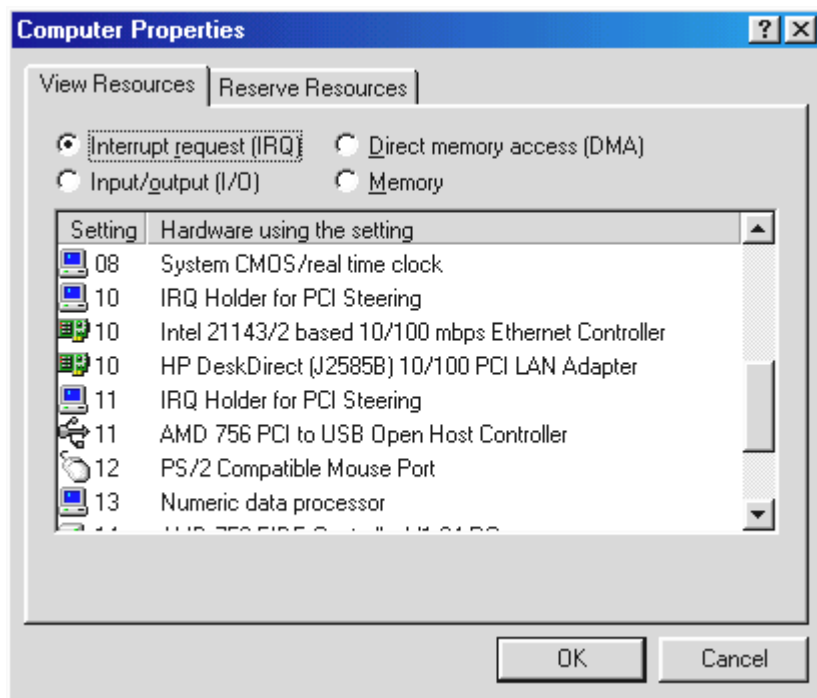 Computer Properties
View Resources Reserve Resources
Interrupt request (IRQ) Direct memory access (DMA)
Input/output (I/O) Memory
Setting Hardware using the setting
08 System CMOS/real time clock
10 IRQ Holder for PCI Steering
10 Intel 21143/2 based 10/100 mbps Ethernet Controller
10 HP DeskDirect (J2585B) 10/100 PCI LAN Adapter
11 IRQ Holder for PCI Steering
11 AMD 756 PCI to USB Open Host Controller
12 PS/2 Compatible Mouse Port
13 Numeric data processor
OK Cancel